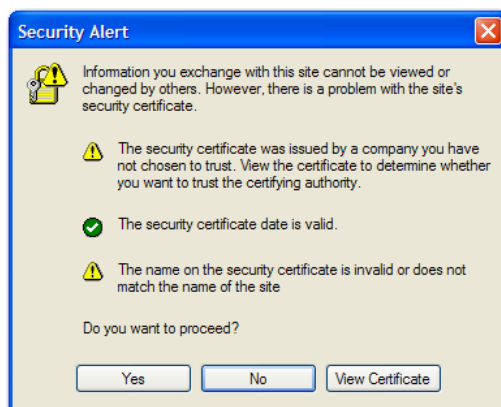 Security Alert
Information you exchange with this site cannot be viewed or
changed by others. However, there is a problem with the site's
security certificate.
The security certificate was issued by a company you have
not chosen to trust. View the certificate to determine whether
you want to trust the certifying authority.
The security certificate date is valid.
The name on the security certificate is invalid or does not
match the name of the site
Do you want to proceed?
Yes
No
View Certificate